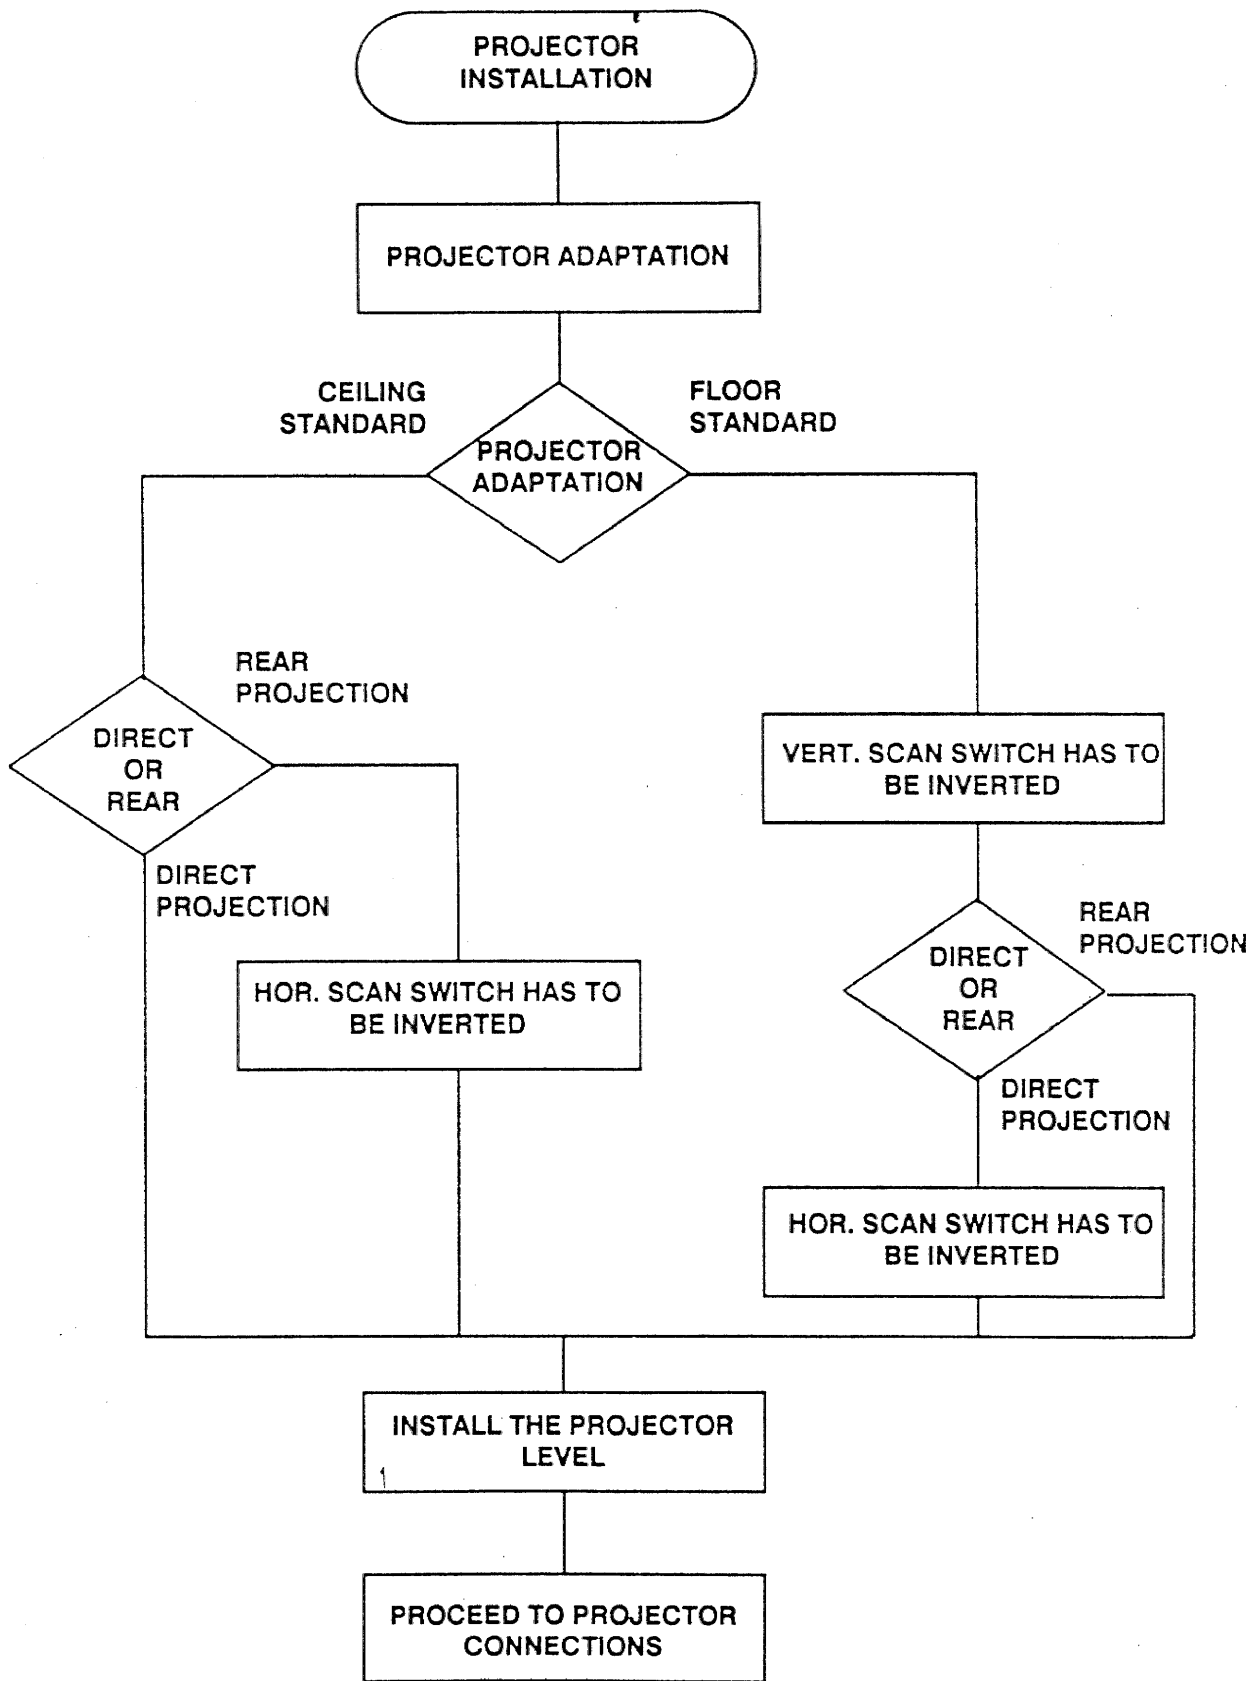 PROJECTOR
INSTALLATION
PROJECTOR ADAPTATION
CEILING
STANDARD
FLOOR
STANDARD
PROJECTOR
ADAPTATION
REAR
PROJECTION
DIRECT
OR
REAR
DIRECT
PROJECTION
HOR. SCAN SWITCH HAS TO
BE INVERTED
VERT. SCAN SWITCH HAS TO
BE INVERTED
REAR
PROJECTION
DIRECT
OR
REAR
DIRECT
PROJECTION
HOR. SCAN SWITCH HAS TO
BE INVERTED
INSTALL THE PROJECTOR
LEVEL
PROCEED TO PROJECTOR
CONNECTIONS